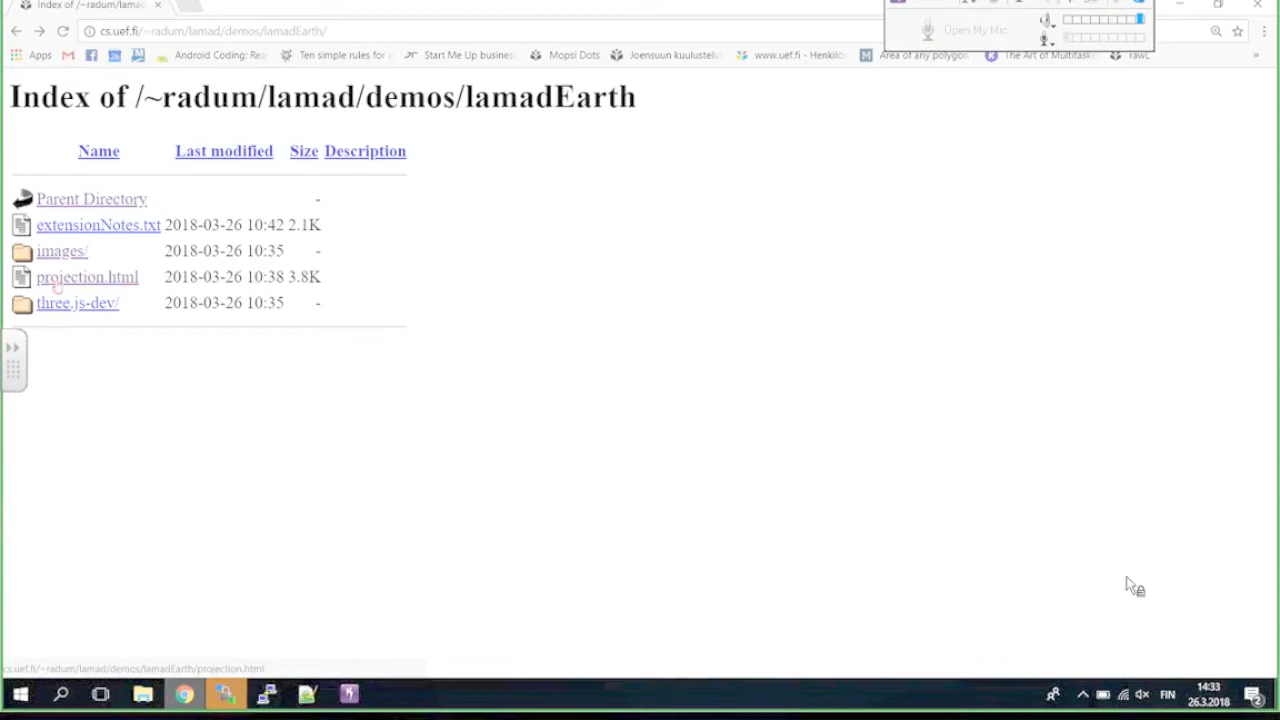 Index of /~radum/lamad
cs.uef.fi/~radum/lamad/demos/lamadEarth/
Open My Mic
Apps Android Coding: Rea Ten simple rules for Start Me Up busines Mopsi Dots Joensuun kuulustelu www.uef.fi - Henkilö Area of any polygon The Art of Multitask rawL »
Index of /~radum/lamad/demos/lamadEarth
Name Last modified Size Description
Parent Directory -
extensionNotes.txt 2018-03-26 10:42 2.1K
images/ 2018-03-26 10:35 -
projection.html 2018-03-26 10:38 3.8K
three.js-dev/ 2018-03-26 10:35 -
cs.uef.fi/~radum/lamad/demos/lamadEarth/projection.html
FIN 14:33
26.3.2018 2